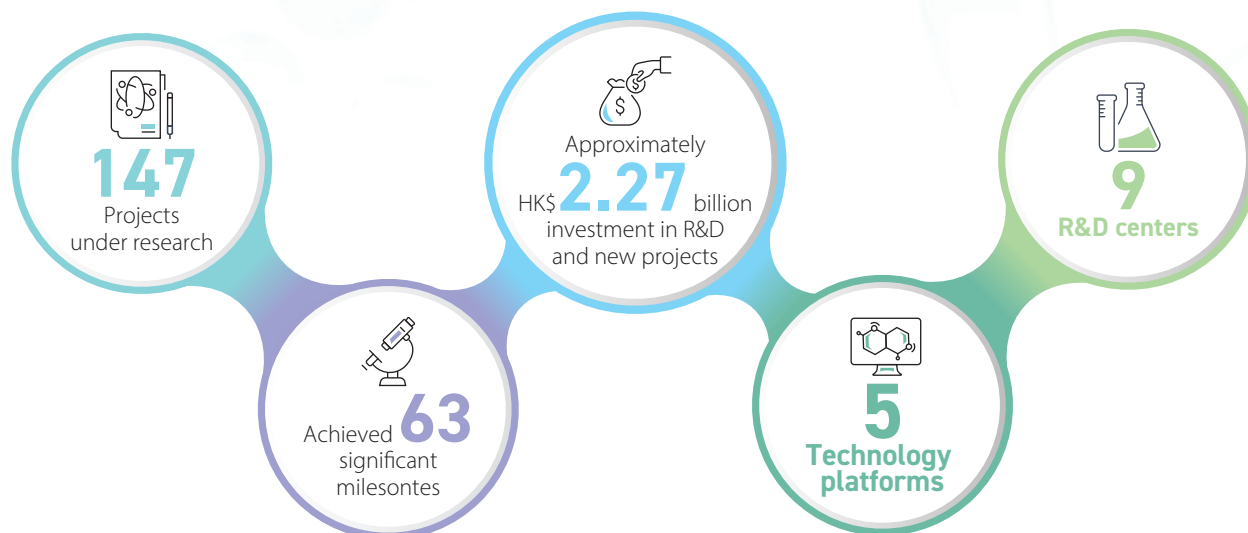 147
Projects
under research
Achieved 63
significant
milesontes
Approximately
HK$ 2.27 billion
investment in R&D
and new projects
5
Technology
platforms
9
R&D centers